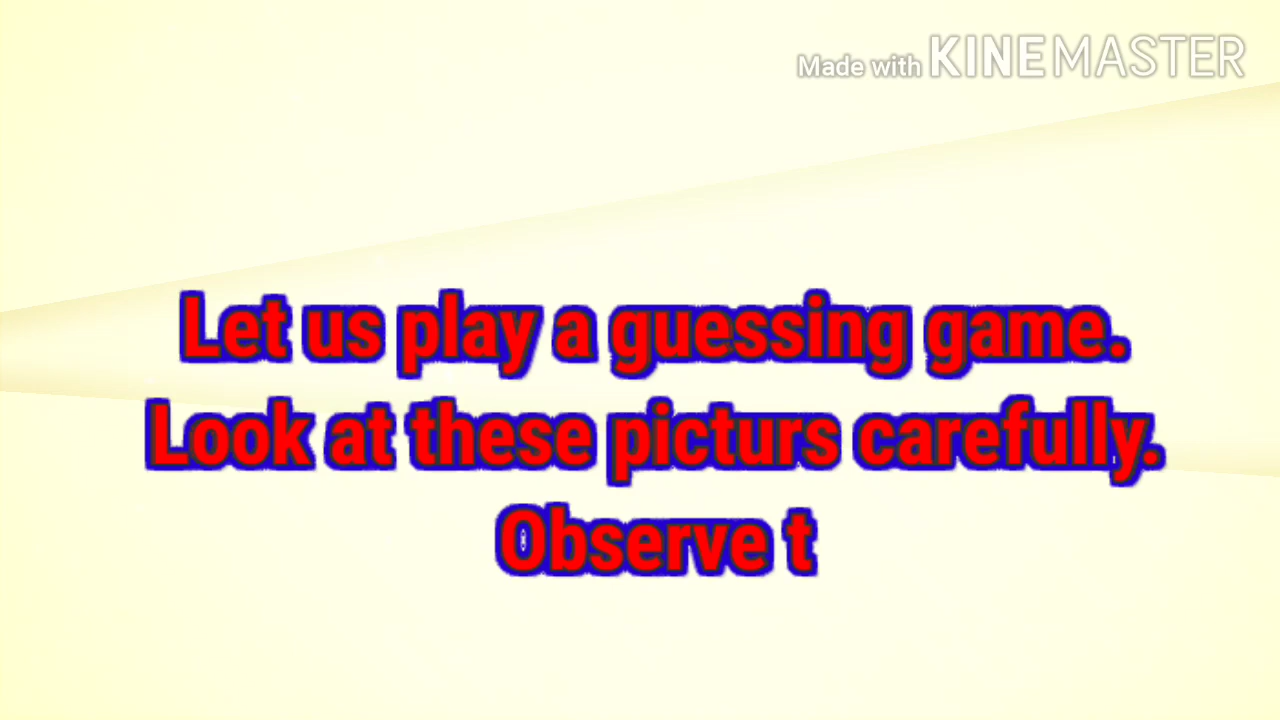 Made with KINEMASTER
Let us play a guessing game.
Look at these picturs carefully.
Observe t